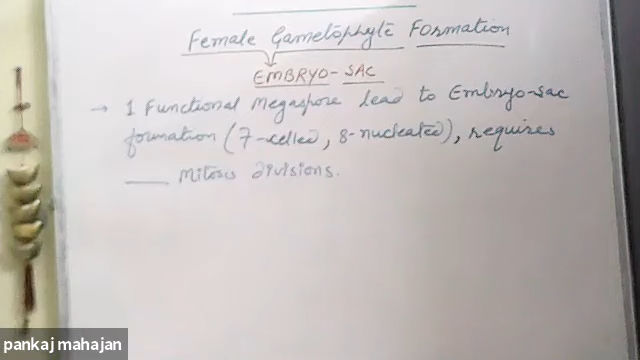 Female Gametophyte Formation
EMBRYO-SAC
→ 1 Functional Megaspore lead to Embryo-sac
formation (7-celled, 8-nucleated), requires
____ Mitosis divisions.
pankaj mahajan